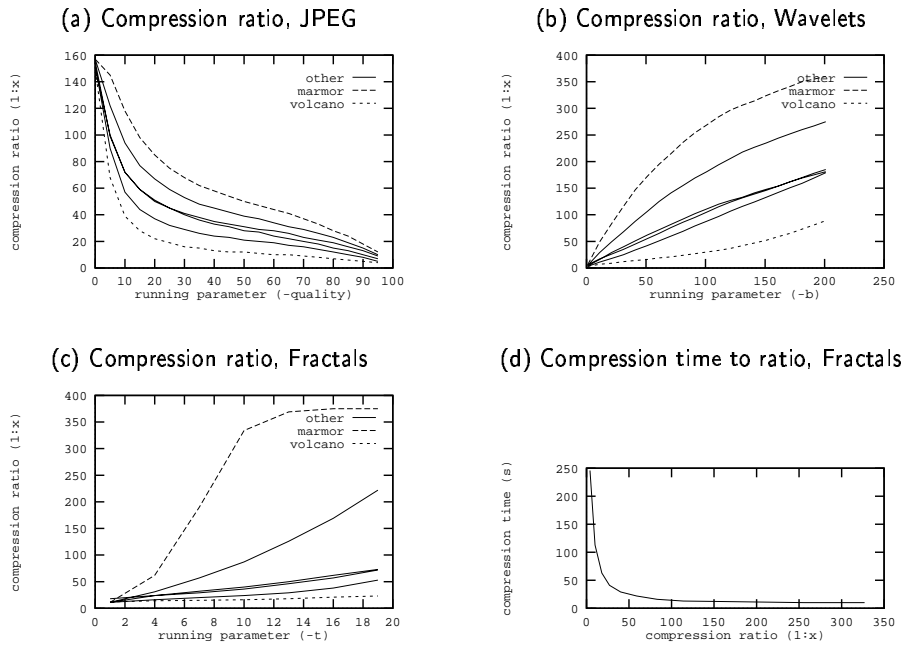 (a) Compression ratio, JPEG
compression ratio (1:x)
160
140
120
100
80
60
40
20
0
other
marmor
volcano
0 10 20 30 40 50 60 70 80 90 100
running parameter (-quality)
(b) Compression ratio, Wavelets
compression ratio (1:x)
400
350
300
250
200
150
100
50
0
other
marmor
volcano
0 50 100 150 200 250
running parameter (-b)
(c) Compression ratio, Fractals
compression ratio (1:x)
400
350
300
250
200
150
100
50
0
other
marmor
volcano
0 2 4 6 8 10 12 14 16 18 20
running parameter (-t)
(d) Compression time to ratio, Fractals
compression time (s)
250
200
150
100
50
0
0 50 100 150 200 250 300 350
compression ratio (1:x)